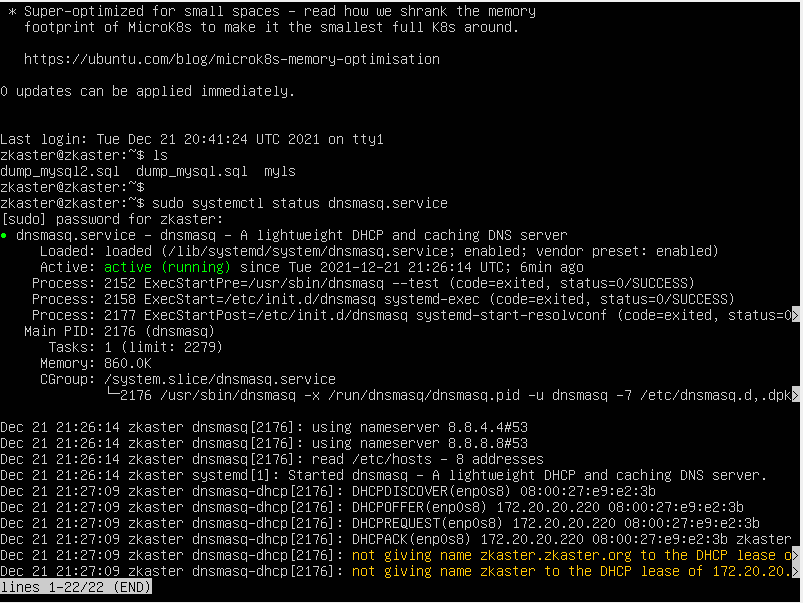 * Super-optimized for small spaces - read how we shrank the memory
footprint of MicroK8s to make it the smallest full K8s around.
https://ubuntu.com/blog/microk8s-memory-optimisation
0 updates can be applied immediately.
Last login: Tue Dec 21 20:41:24 UTC 2021 on tty1
zkaster@zkaster:~$ ls
dump_mysql2.sql  dump_mysql.sql  myls
zkaster@zkaster:~$
zkaster@zkaster:~$ sudo systemctl status dnsmasq.service
[sudo] password for zkaster:
● dnsmasq.service - dnsmasq - A lightweight DHCP and caching DNS server
Loaded: loaded (/lib/systemd/system/dnsmasq.service; enabled; vendor preset: enabled)
Active: active (running) since Tue 2021-12-21 21:26:14 UTC; 6min ago
Process: 2152 ExecStartPre=/usr/sbin/dnsmasq --test (code=exited, status=0/SUCCESS)
Process: 2158 ExecStart=/etc/init.d/dnsmasq systemd-exec (code=exited, status=0/SUCCESS)
Process: 2177 ExecStartPost=/etc/init.d/dnsmasq systemd-start-resolvconf (code=exited, status=0>
Main PID: 2176 (dnsmasq)
Tasks: 1 (limit: 2279)
Memory: 860.0K
CGroup: /system.slice/dnsmasq.service
└─2176 /usr/sbin/dnsmasq -x /run/dnsmasq/dnsmasq.pid -u dnsmasq -7 /etc/dnsmasq.d,.dpk>
Dec 21 21:26:14 zkaster dnsmasq[2176]: using nameserver 8.8.4.4#53
Dec 21 21:26:14 zkaster dnsmasq[2176]: using nameserver 8.8.8.8#53
Dec 21 21:26:14 zkaster dnsmasq[2176]: read /etc/hosts - 8 addresses
Dec 21 21:26:14 zkaster systemd[1]: Started dnsmasq - A lightweight DHCP and caching DNS server.
Dec 21 21:27:09 zkaster dnsmasq-dhcp[2176]: DHCPDISCOVER(enp0s8) 08:00:27:e9:e2:3b
Dec 21 21:27:09 zkaster dnsmasq-dhcp[2176]: DHCPOFFER(enp0s8) 172.20.20.220 08:00:27:e9:e2:3b
Dec 21 21:27:09 zkaster dnsmasq-dhcp[2176]: DHCPREQUEST(enp0s8) 172.20.20.220 08:00:27:e9:e2:3b
Dec 21 21:27:09 zkaster dnsmasq-dhcp[2176]: DHCPACK(enp0s8) 172.20.20.220 08:00:27:e9:e2:3b zkaster
Dec 21 21:27:09 zkaster dnsmasq-dhcp[2176]: not giving name zkaster.zkaster.org to the DHCP lease o>
Dec 21 21:27:09 zkaster dnsmasq-dhcp[2176]: not giving name zkaster to the DHCP lease of 172.20.20.>
lines 1-22/22 (END)